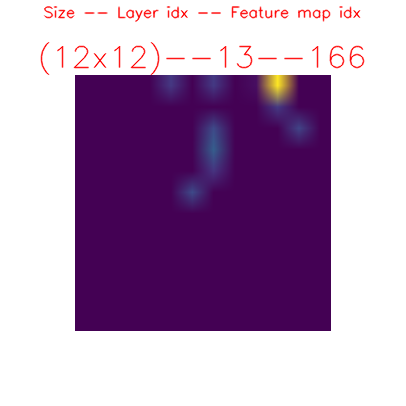 Size -- Layer idx -- Feature map idx
(12x12)--13--166